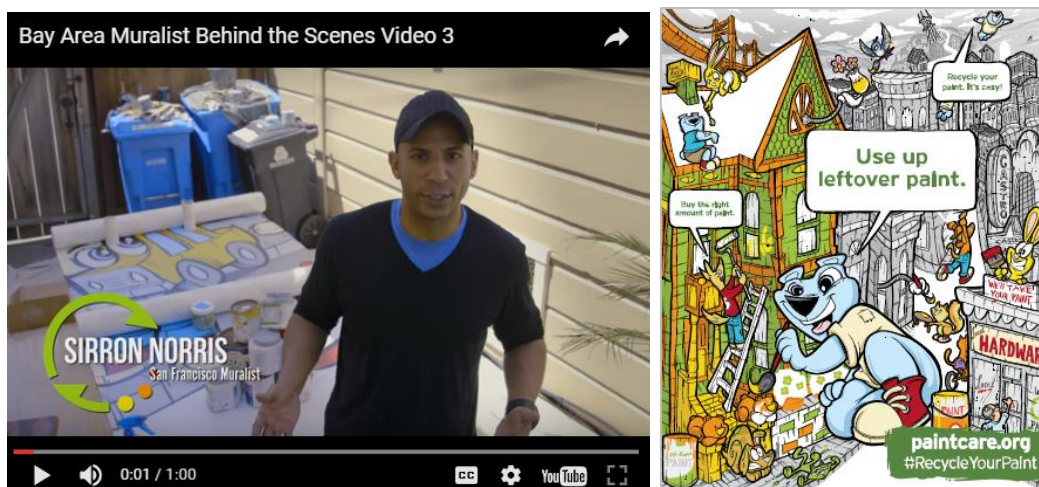 Bay Area Muralist Behind the Scenes Video 3
SIRRON NORRIS
San Francisco Muralist
0:01 / 1:00
CC
YouTube
Recycle your
paint. It's easy!
Use up
leftover paint.
Buy the right
amount of paint.
CASTRO
WE'LL TAKE
YOUR PAINT
HARDWAR
PAINT
PAINT
paintcare.org
#RecycleYourPaint